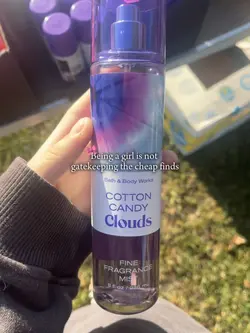 Being a girl is not
gatekeeping the cheap finds
Bath & Body Works
COTTON
CANDY
Clouds
FINE
FRAGRANCE
MIST